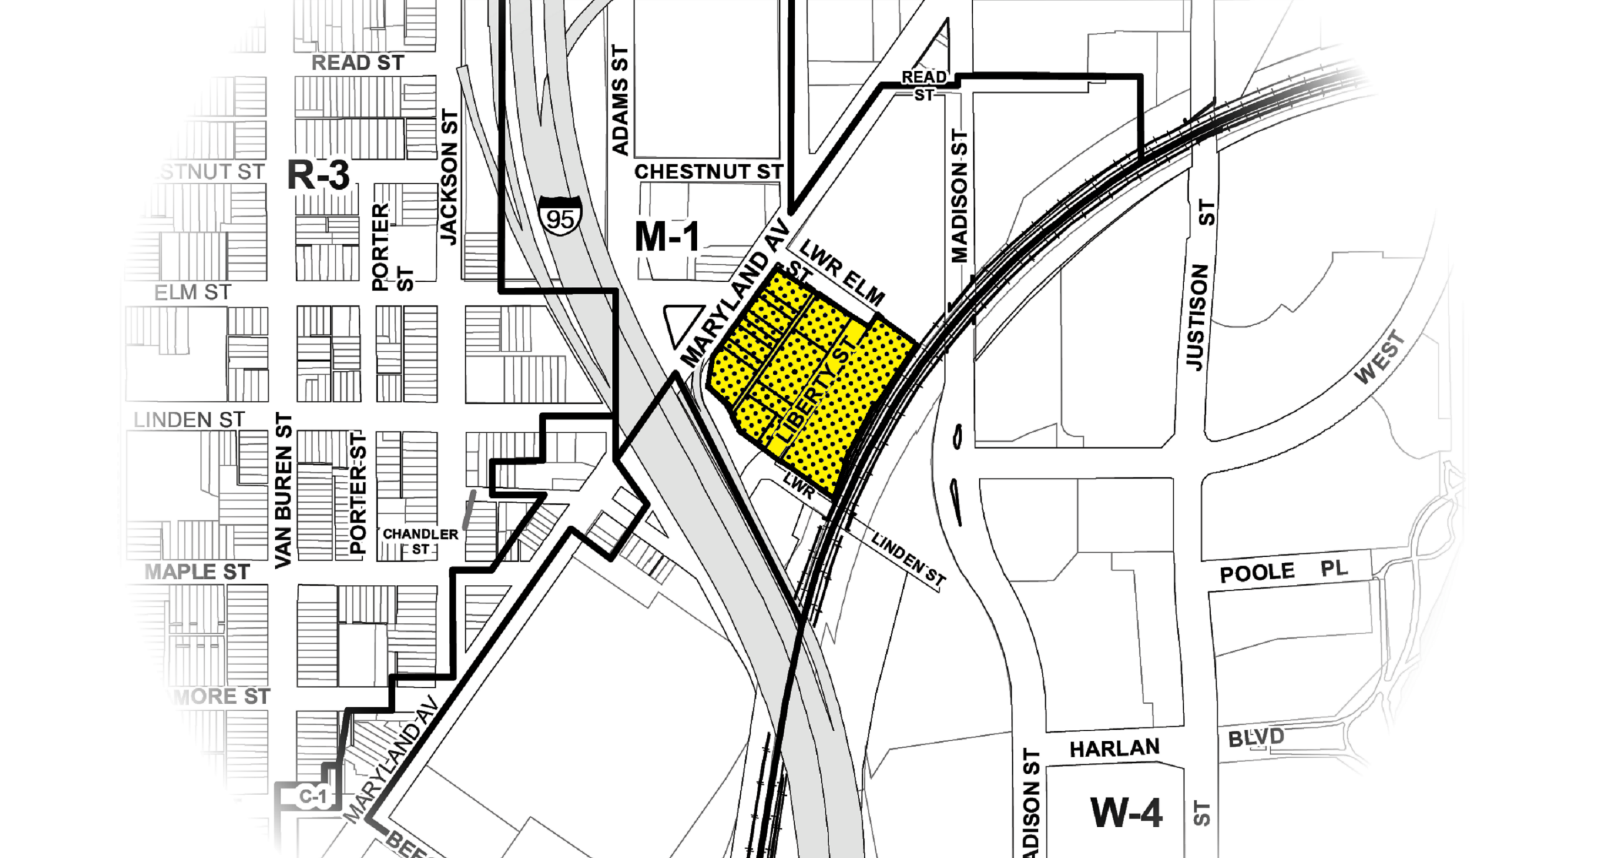 READ ST
ADAMS ST
READ
ST
JACKSON ST
MADISON ST
STNUT ST
R-3
CHESTNUT ST
PORTER
ST
95
M-1
ST
MARYLAND AV
LWR ELM
ST
ELM ST
JUSTISON
WEST
LIBERTY ST
LINDEN ST
VAN BUREN ST
PORTER ST
LWR
LINDEN ST
CHANDLER
ST
MAPLE ST
POOLE PL
MORE ST
MARYLAND AV
HARLAN
BLVD
C-1
ADISON ST
W-4
ST
BEE